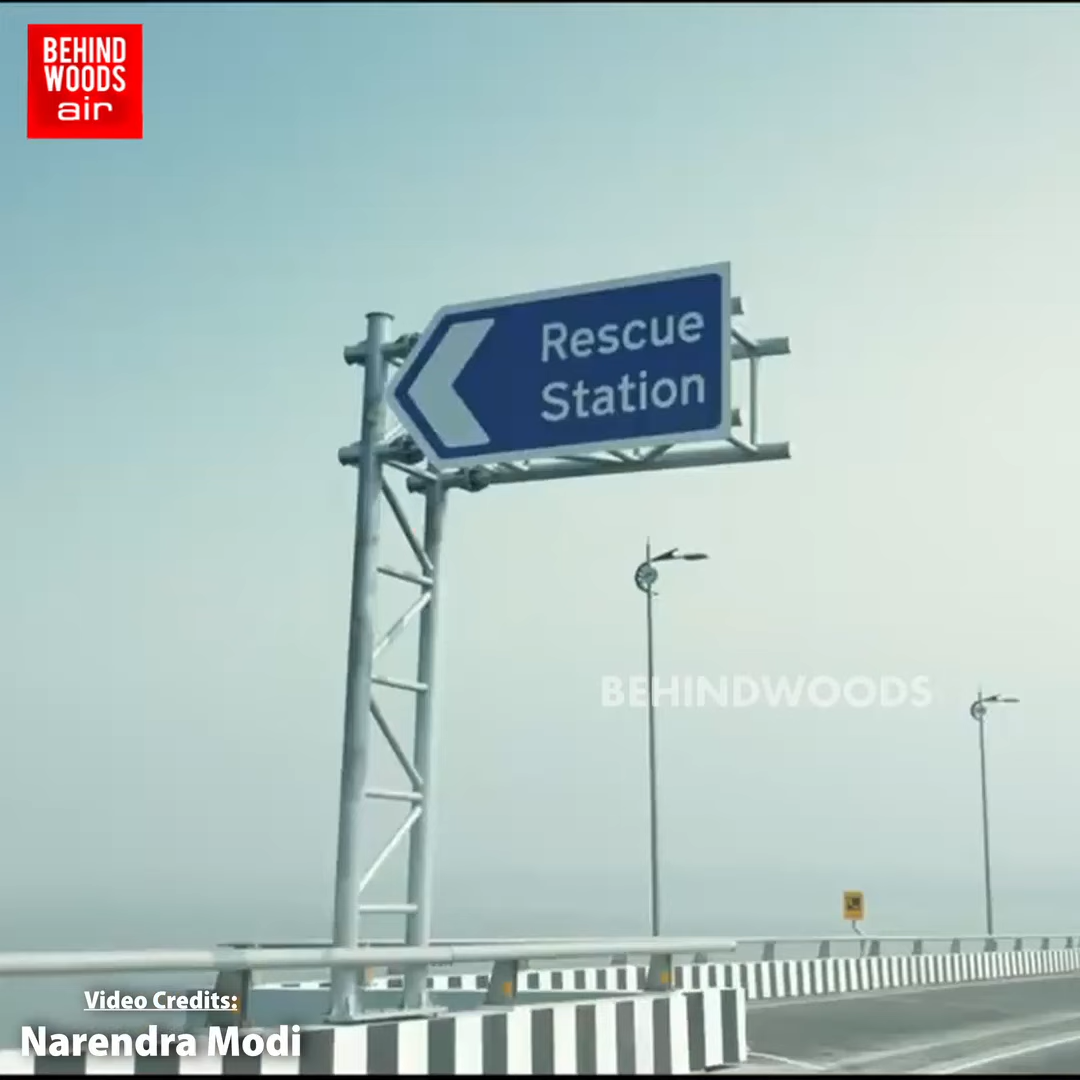 BEHIND
WOODS
air
Rescue
Station
BEHINDWOODS
Video Credits:
Narendra Modi